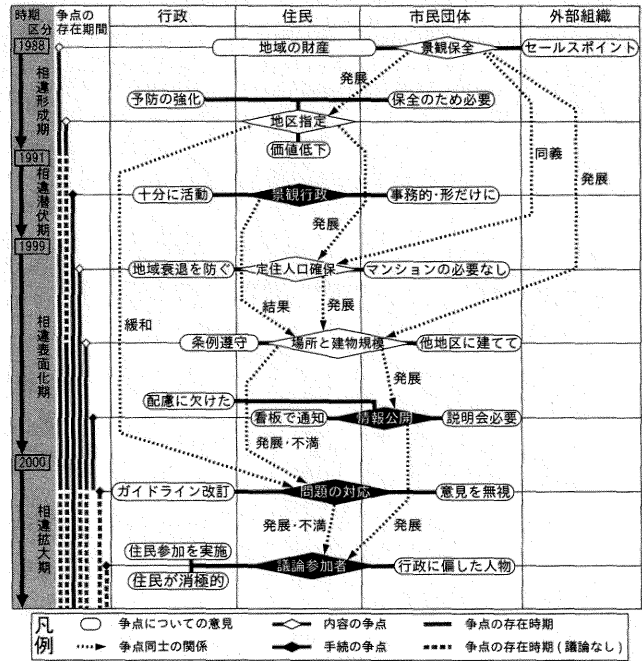 時期区分 争点の存在期間 行政 住民 市民団体 外部組織
1988
地域の財産 景観保全 セールスポイント
相違形成期
発展
予防の強化 保全のため必要
地区指定
価値低下
同義
発展
1991
相違潜伏期
十分に活動 景観行政 事務的・形だけに
発展
1999
地域衰退を防ぐ 定住人口確保 マンションの必要なし
相違表面化期
緩和
結果
発展
条例遵守 場所と建物規模 他地区に建てて
発展
配慮に欠けた
看板で通知 情報公開 説明会必要
発展・不満
2000
ガイドライン改訂 問題の対応 意見を無視
相違拡大期
発展・不満
発展
住民参加を実施
議論参加者 行政に偏した人物
住民が消極的
凡例
争点についての意見 内容の争点 争点の存在時期
争点同士の関係 手続の争点 争点の存在時期(議論なし)